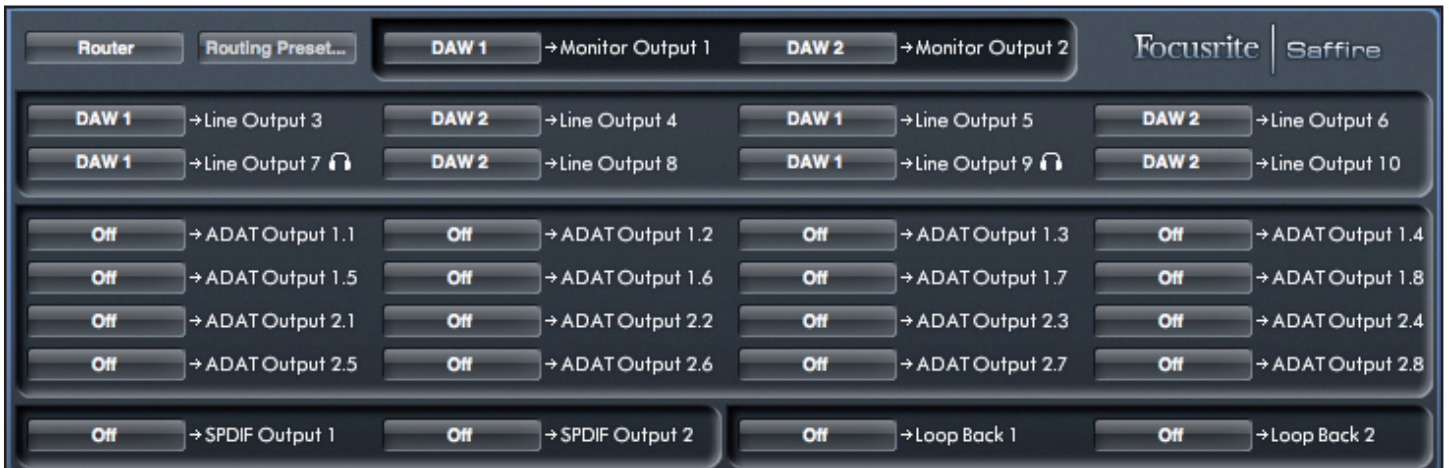 Router Routing Preset... DAW 1 →Monitor Output 1 DAW 2 →Monitor Output 2 Focusrite | Saffire
DAW 1 →Line Output 3 DAW 2 →Line Output 4 DAW 1 →Line Output 5 DAW 2 →Line Output 6
DAW 1 →Line Output 7 DAW 2 →Line Output 8 DAW 1 →Line Output 9 DAW 2 →Line Output 10
Off →ADAT Output 1.1 Off →ADAT Output 1.2 Off →ADAT Output 1.3 Off →ADAT Output 1.4
Off →ADAT Output 1.5 Off →ADAT Output 1.6 Off →ADAT Output 1.7 Off →ADAT Output 1.8
Off →ADAT Output 2.1 Off →ADAT Output 2.2 Off →ADAT Output 2.3 Off →ADAT Output 2.4
Off →ADAT Output 2.5 Off →ADAT Output 2.6 Off →ADAT Output 2.7 Off →ADAT Output 2.8
Off →SPDIF Output 1 Off →SPDIF Output 2 Off →Loop Back 1 Off →Loop Back 2